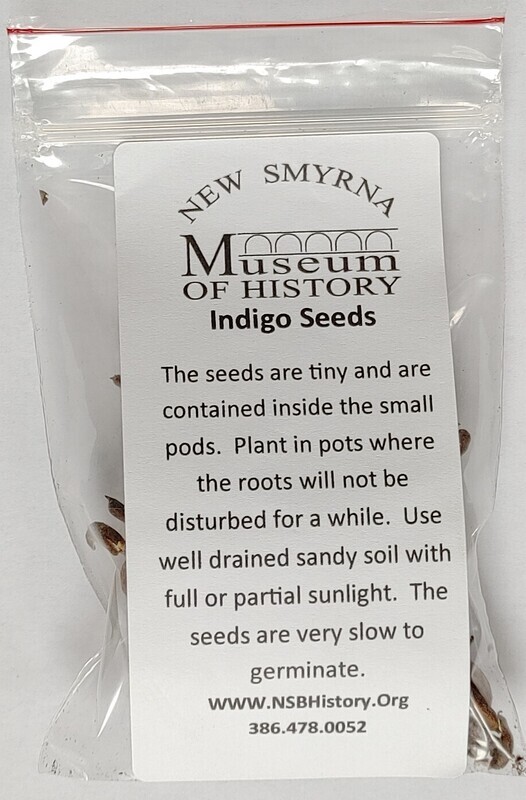 NEW SMYRNA
Museum
OF HISTORY
Indigo Seeds
The seeds are tiny and are
contained inside the small
pods. Plant in pots where
the roots will not be
disturbed for a while. Use
well drained sandy soil with
full or partial sunlight. The
seeds are very slow to
germinate.
www.NSBHistory.Org
386.478.0052